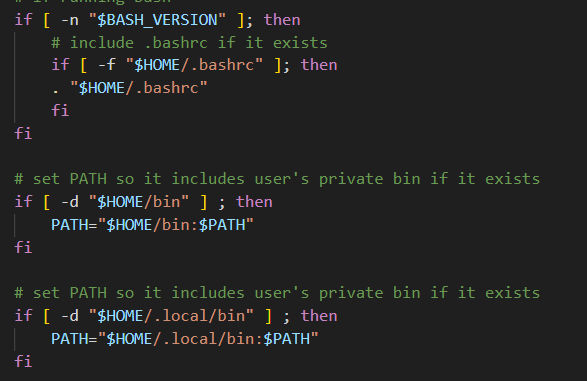 # if running bash
if [ -n "$BASH_VERSION" ]; then
    # include .bashrc if it exists
    if [ -f "$HOME/.bashrc" ]; then
    . "$HOME/.bashrc"
    fi
fi

# set PATH so it includes user's private bin if it exists
if [ -d "$HOME/bin" ] ; then
    PATH="$HOME/bin:$PATH"
fi

# set PATH so it includes user's private bin if it exists
if [ -d "$HOME/.local/bin" ] ; then
    PATH="$HOME/.local/bin:$PATH"
fi